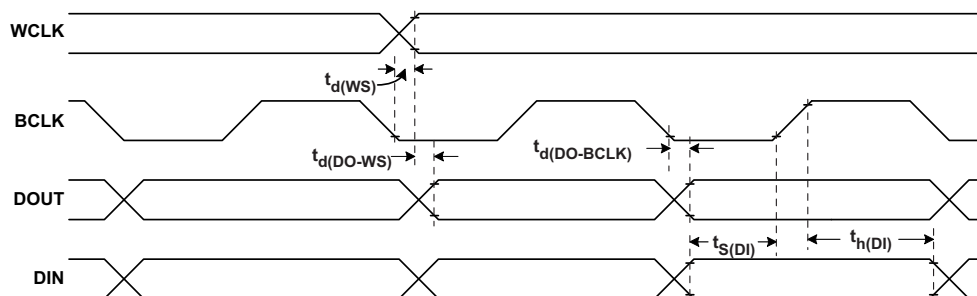 WCLK
td(WS)
BCLK
td(DO-WS)
td(DO-BCLK)
DOUT
tS(DI)
th(DI)
DIN